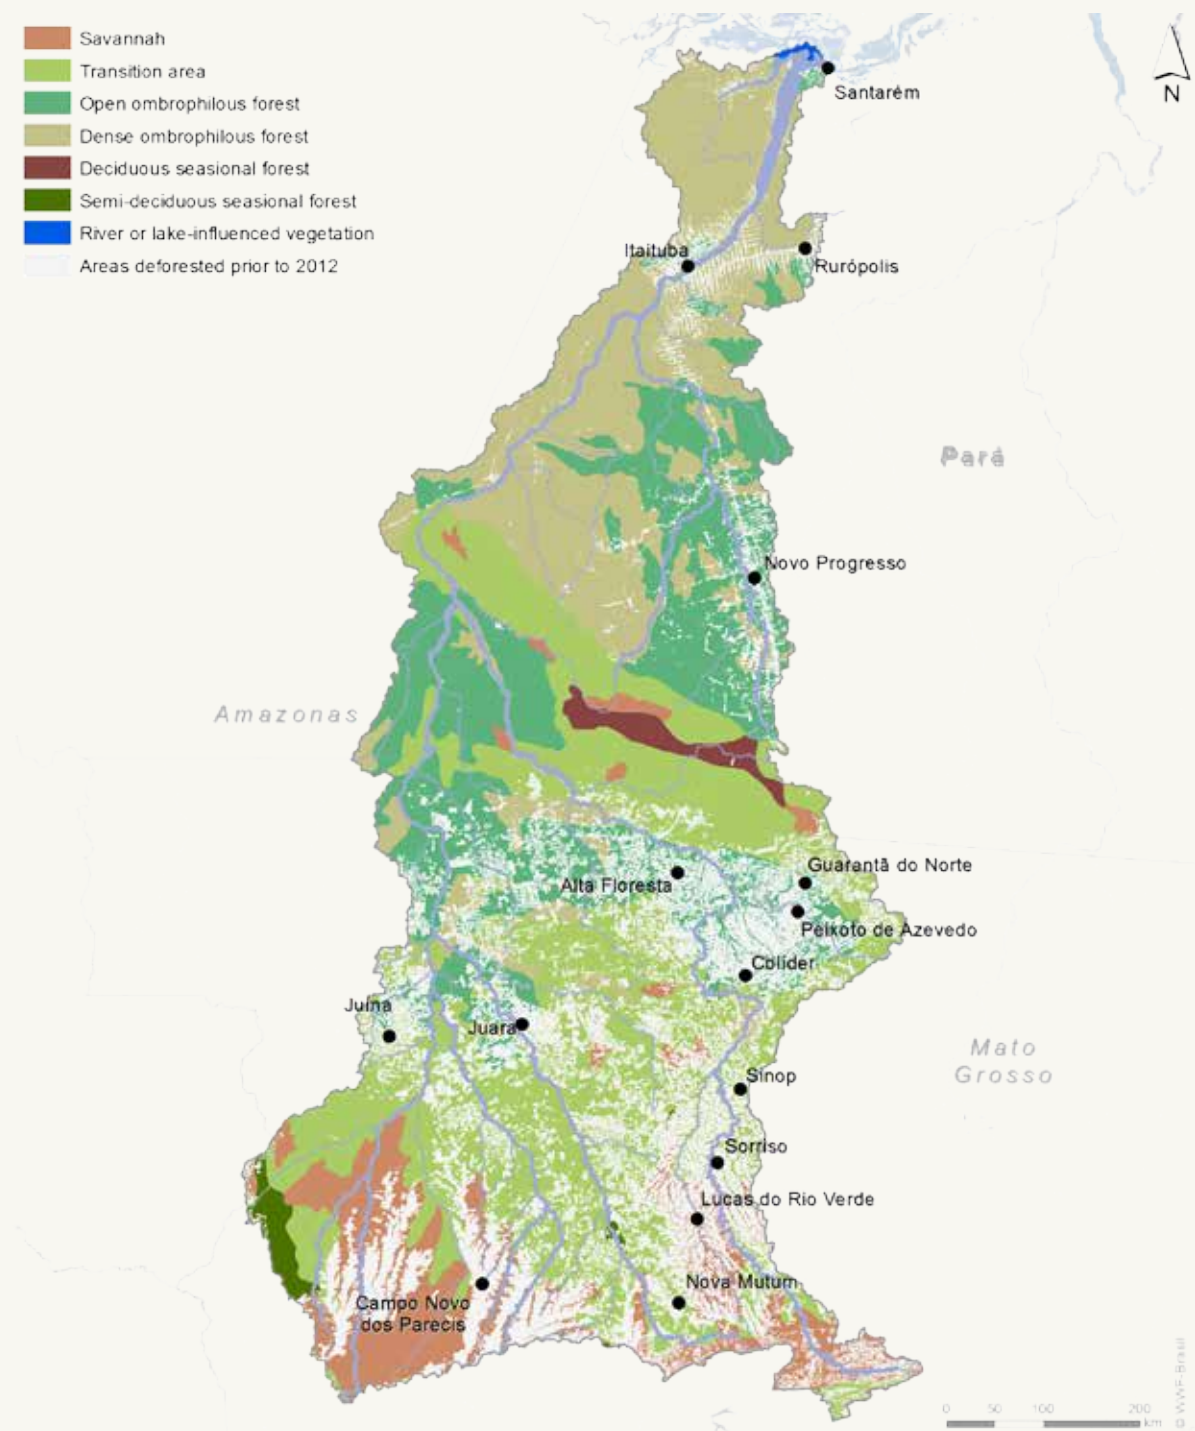 Savannah
Transition area
Open ombrophilous forest
Dense ombrophilous forest
Deciduous seasonal forest
Semi-deciduous seasonal forest
River or lake-influenced vegetation
Areas deforested prior to 2012
N
Santarém
Itaituba
Rurópolis
Pará
Novo Progresso
Amazonas
Guarantã do Norte
Alta Floresta
Peixoto de Azevedo
Colíder
Juína
Juara
Mato
Grosso
Sinop
Sorriso
Lucas do Rio Verde
Nova Mutum
Campo Novo
dos Parecis
0 50 100 200
km
© WWF-Brasil